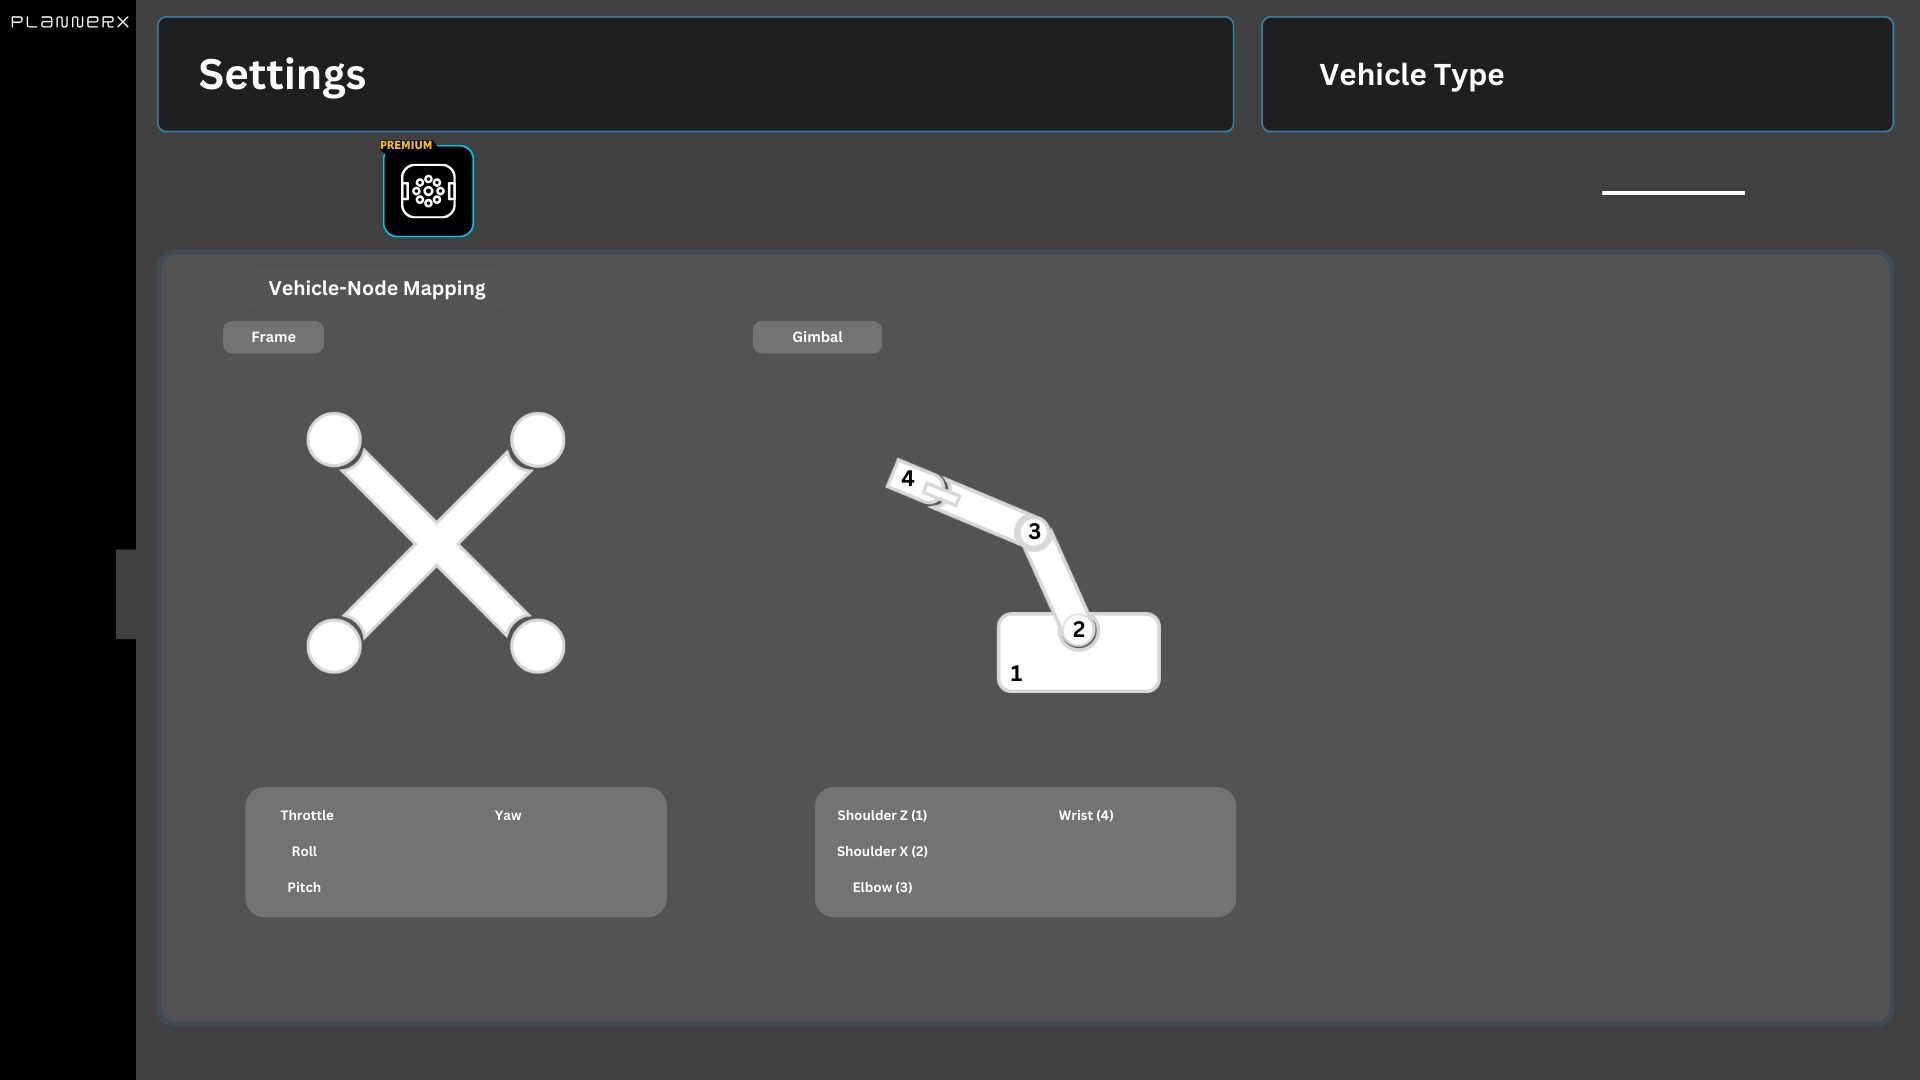 PLANNERX
Settings
Vehicle Type
PREMIUM
Vehicle-Node Mapping
Frame
Gimbal
4
3
2
1
Throttle
Yaw
Roll
Pitch
Shoulder Z (1)
Wrist (4)
Shoulder X (2)
Elbow (3)